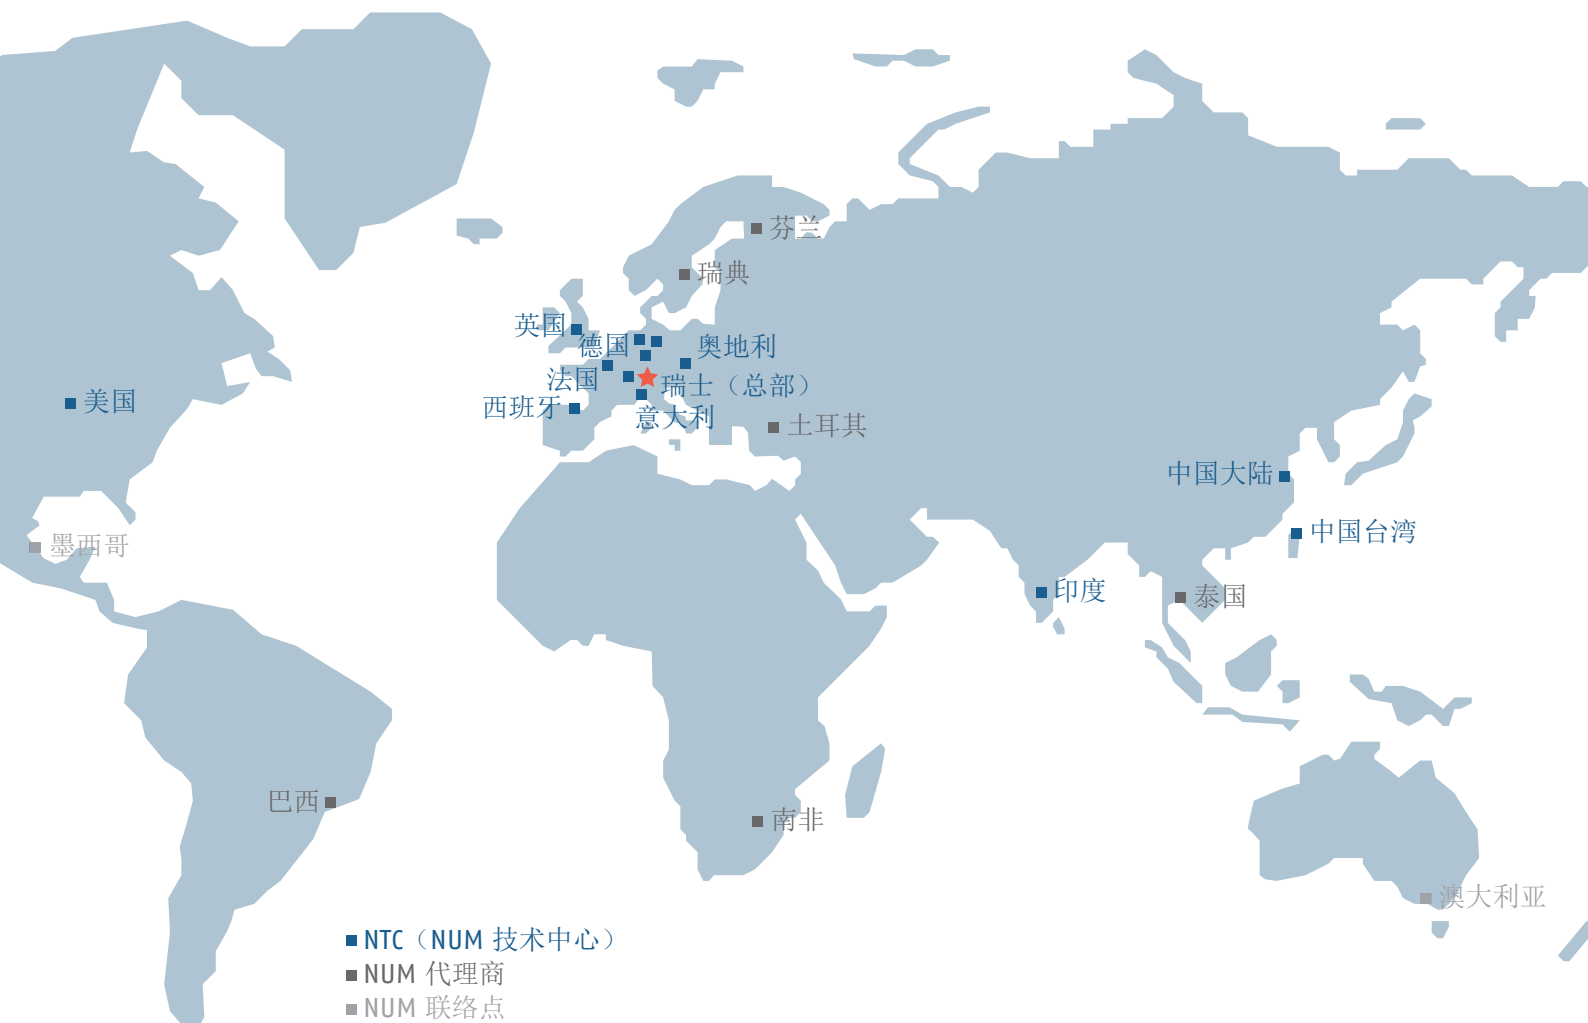 芬兰
瑞典
英国
德国
奥地利
法国
瑞士（总部）
美国
西班牙
意大利
土耳其
中国大陆
中国台湾
墨西哥
印度
泰国
巴西
南非
澳大利亚
NTC（NUM 技术中心）
NUM 代理商
NUM 联络点